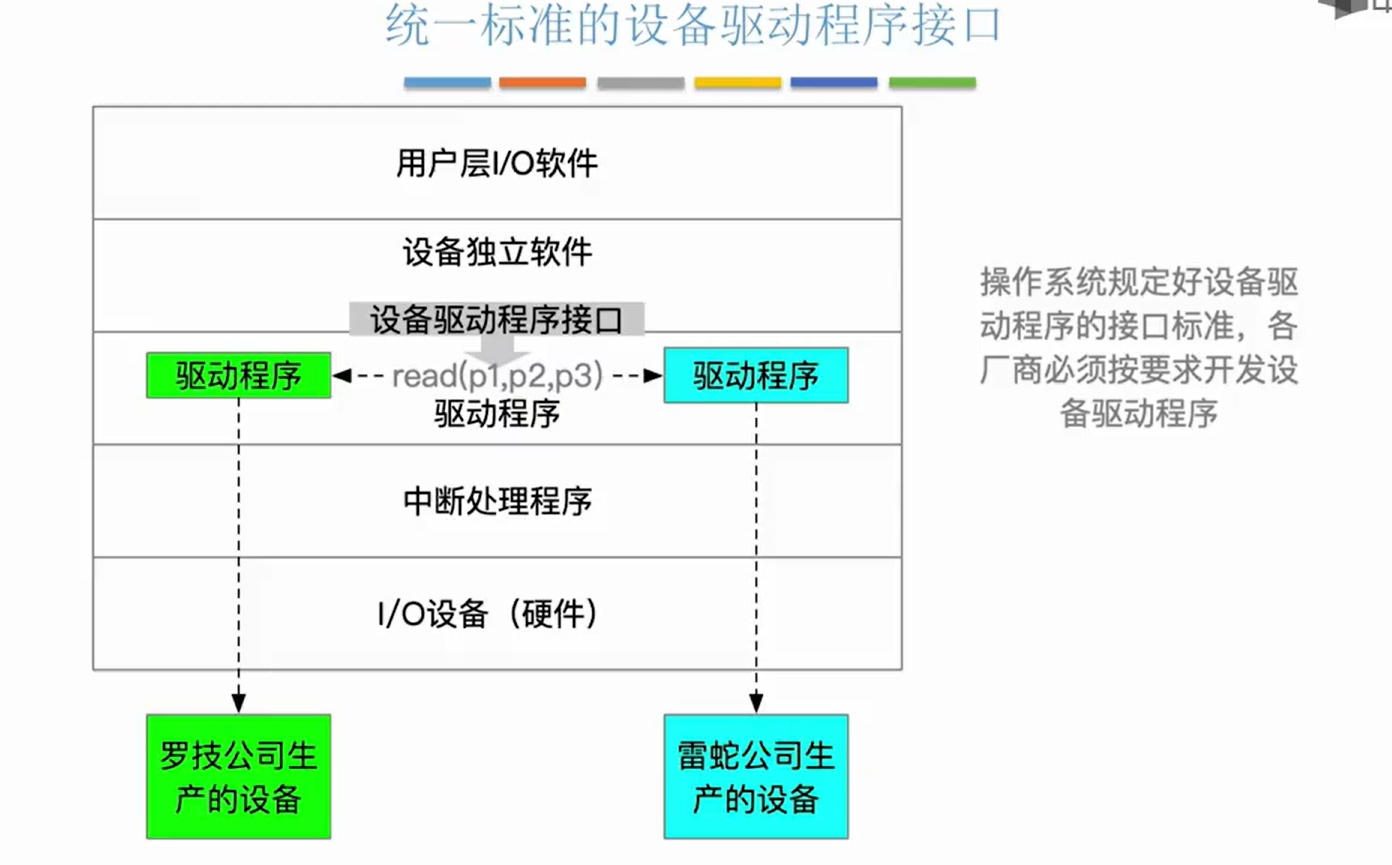 统一标准的设备驱动程序接口
用户层I/O软件
设备独立软件
设备驱动程序接口
驱动程序
read(p1,p2,p3)
驱动程序
驱动程序
中断处理程序
I/O设备（硬件）
罗技公司生
产的设备
雷蛇公司生
产的设备
操作系统规定好设备驱
动程序的接口标准，各
厂商必须按要求开发设
备驱动程序